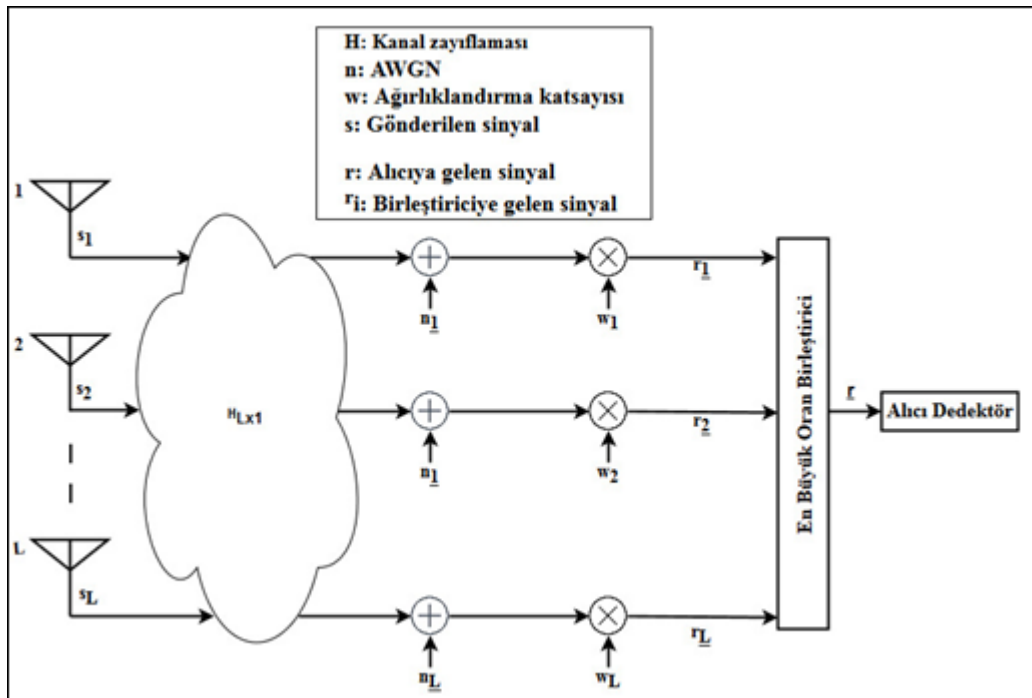 H: Kanal zayıflaması
n: AWGN
w: Ağırlıklandırma katsayısı
s: Gönderilen sinyal
r: Alıcıya gelen sinyal
ri: Birleştiriciye gelen sinyal
1
s1
n1
w1
r1
2
s2
HLx1
n1
w2
r2
En Büyük Oran Birleştirici
r
Alıcı Dedektör
L
sL
nL
wL
rL